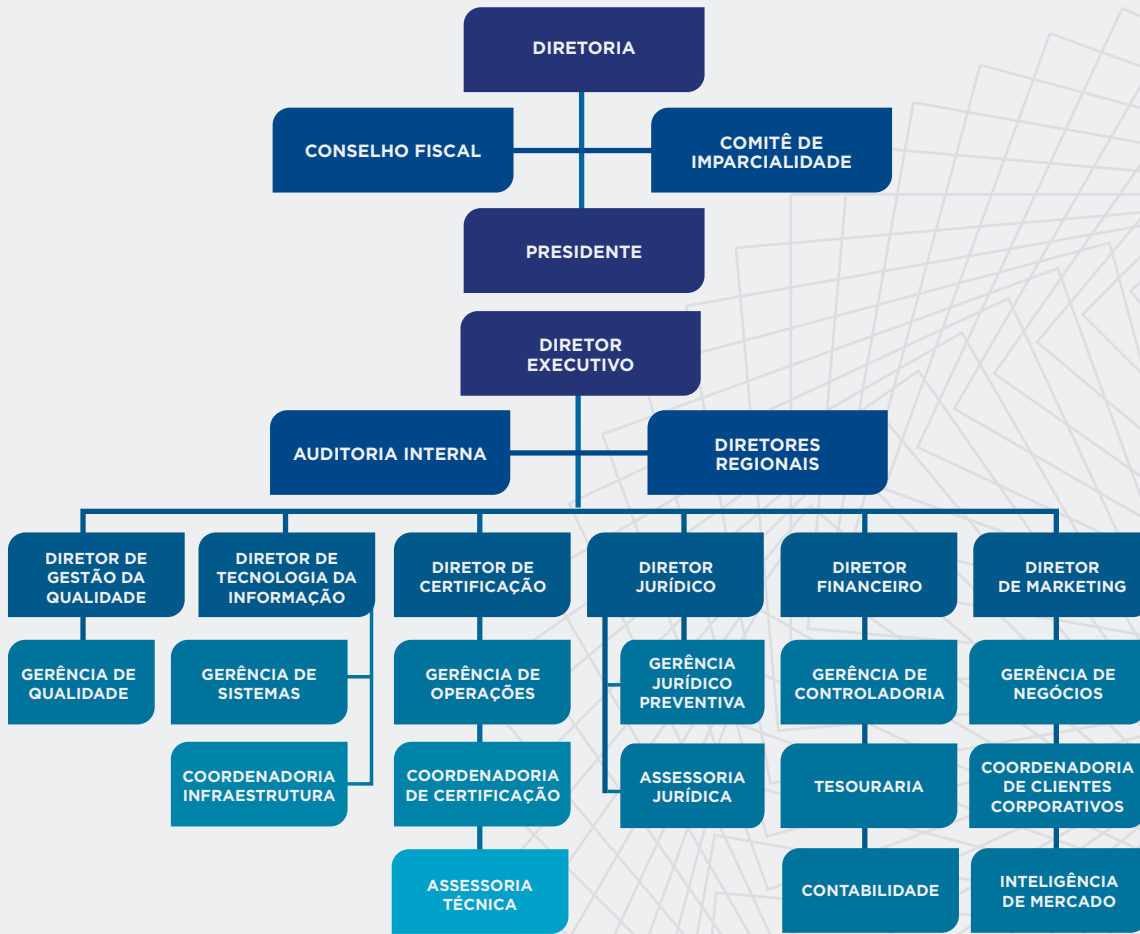 DIRETORIA
CONSELHO FISCAL
COMITÊ DE
IMPARCIALIDADE
PRESIDENTE
DIRETOR
EXECUTIVO
AUDITORIA INTERNA
DIRETORES
REGIONAIS
DIRETOR DE
GESTÃO DA
QUALIDADE
DIRETOR DE
TECNOLOGIA DA
INFORMAÇÃO
DIRETOR DE
CERTIFICAÇÃO
DIRETOR
JURÍDICO
DIRETOR
FINANCEIRO
DIRETOR
DE MARKETING
GERÊNCIA DE
QUALIDADE
GERÊNCIA DE
SISTEMAS
GERÊNCIA DE
OPERAÇÕES
GERÊNCIA
JURÍDICO
PREVENTIVA
GERÊNCIA DE
CONTROLADORIA
GERÊNCIA DE
NEGÓCIOS
COORDENADORIA
INFRAESTRUTURA
COORDENADORIA
DE CERTIFICAÇÃO
ASSESSORIA
JURÍDICA
TESOURARIA
COORDENADORIA
DE CLIENTES
CORPORATIVOS
ASSESSORIA
TÉCNICA
CONTABILIDADE
INTELIGÊNCIA
DE MERCADO